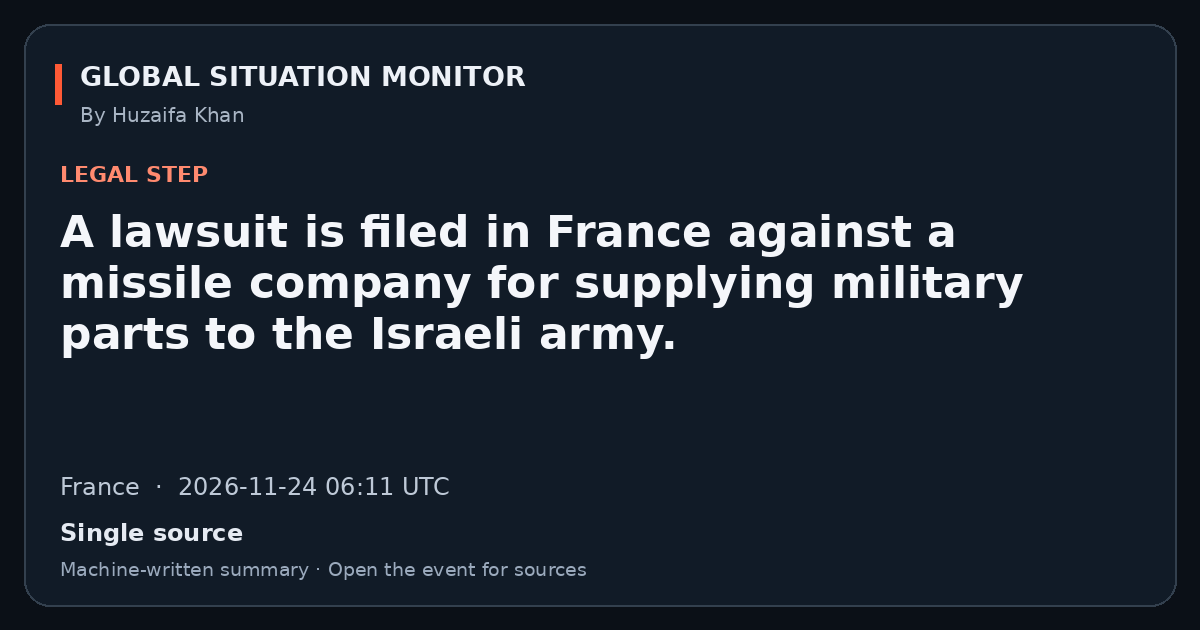 GLOBAL SITUATION MONITOR
By Huzaifa Khan
LEGAL STEP
A lawsuit is filed in France against a
missile company for supplying military
parts to the Israeli army.
France · 2026-11-24 06:11 UTC
Single source
Machine-written summary · Open the event for sources